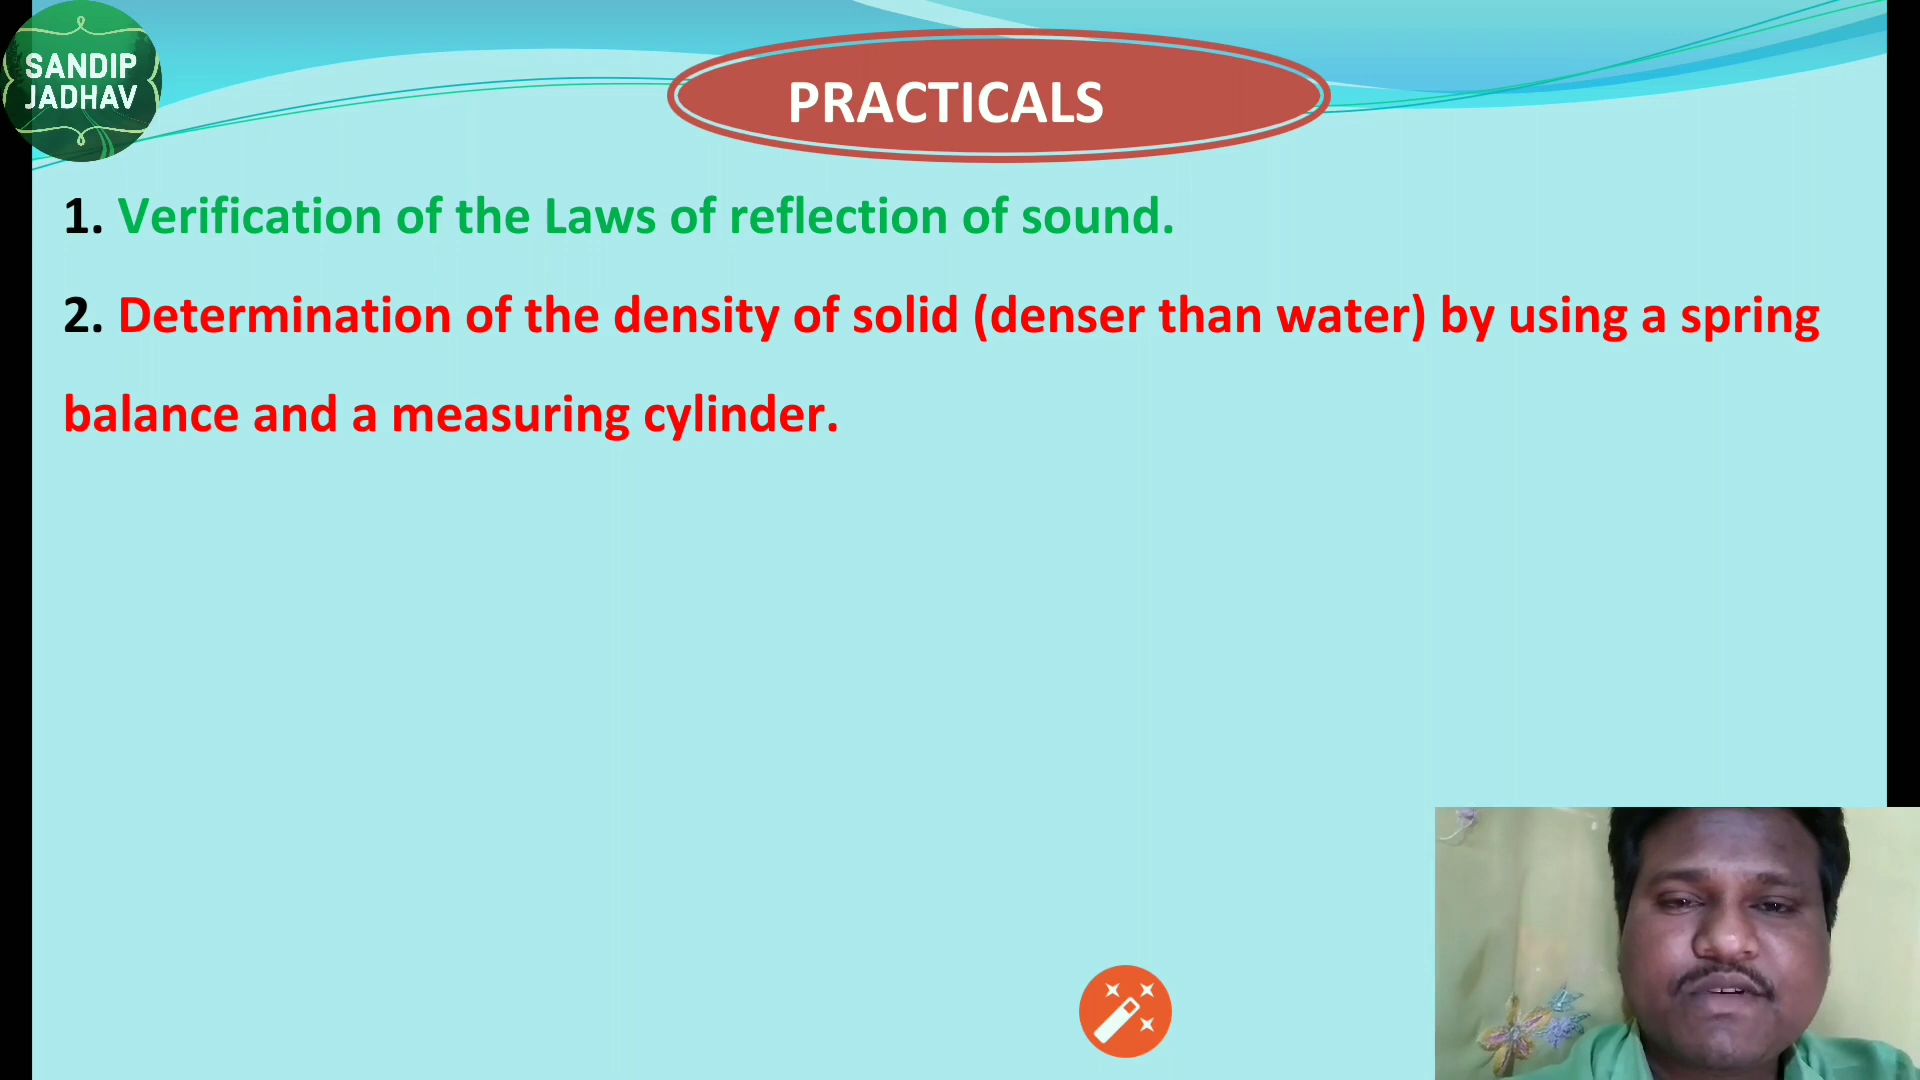 SANDIP
JADHAV
PRACTICALS
1. Verification of the Laws of reflection of sound.
2. Determination of the density of solid (denser than water) by using a spring
balance and a measuring cylinder.